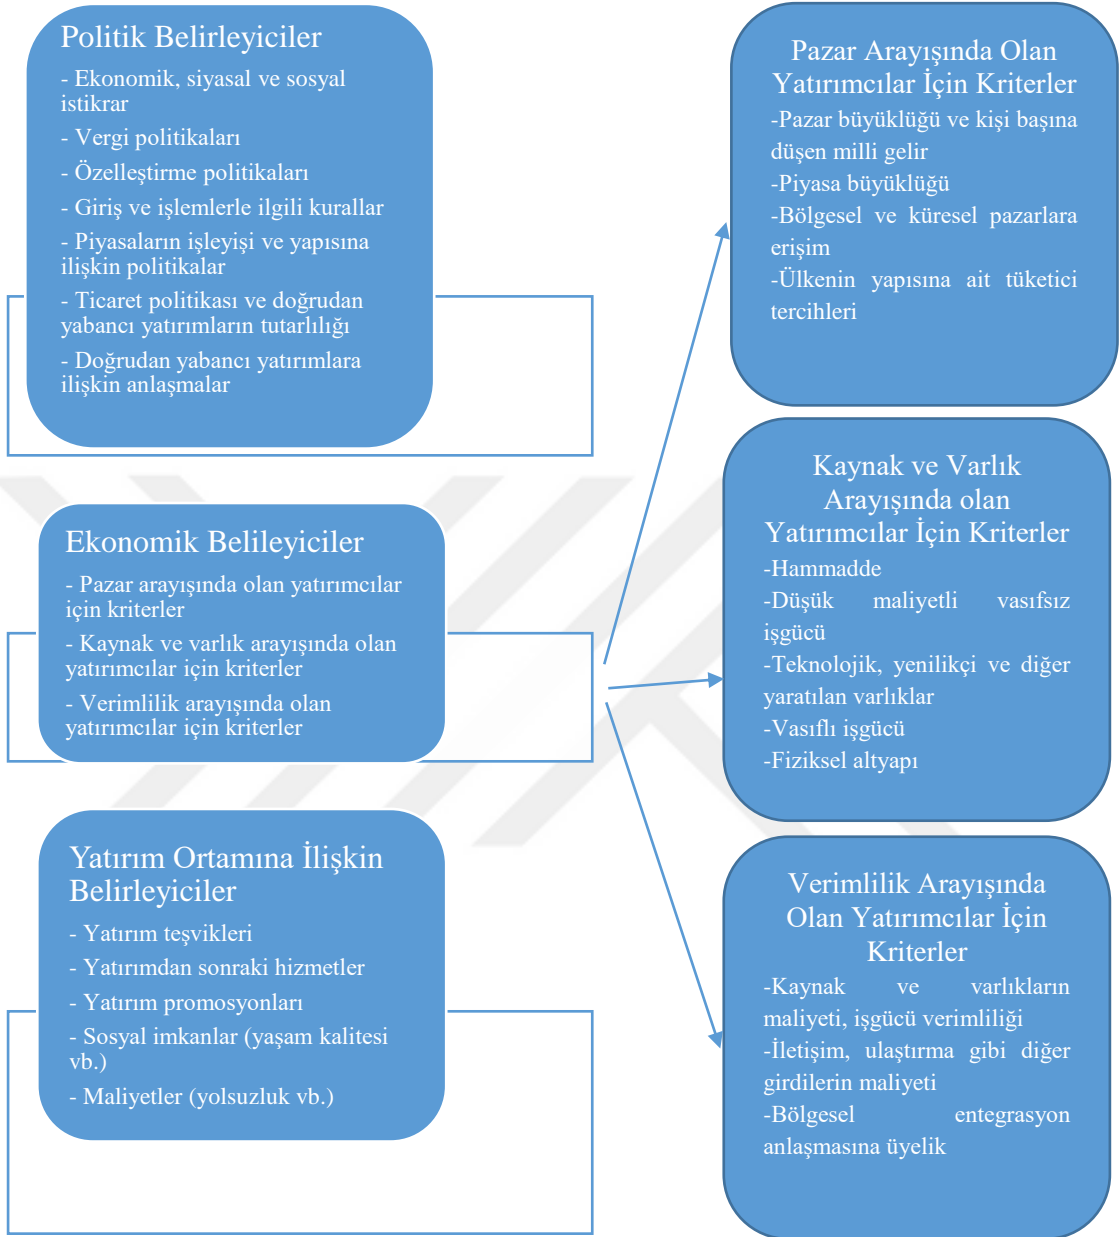 Politik Belirleyiciler
- Ekonomik, siyasal ve sosyal
istikrar
- Vergi politikaları
- Özelleştirme politikaları
- Giriş ve işlemlerle ilgili kurallar
- Piyasaların işleyişi ve yapısına
ilişkin politikalar
- Ticaret politikası ve doğrudan
yabancı yatırımların tutarlılığı
- Doğrudan yabancı yatırımlara
ilişkin anlaşmalar
Ekonomik Belileyiciler
- Pazar arayışında olan yatırımcılar
için kriterler
- Kaynak ve varlık arayışında olan
yatırımcılar için kriterler
- Verimlilik arayışında olan
yatırımcılar için kriterler
Yatırım Ortamına İlişkin
Belirleyiciler
- Yatırım teşvikleri
- Yatırımdan sonraki hizmetler
- Yatırım promosyonları
- Sosyal imkanlar (yaşam kalitesi
vb.)
- Maliyetler (yolsuzluk vb.)
Pazar Arayışında Olan
Yatırımcılar İçin Kriterler
-Pazar büyüklüğü ve kişi başına
düşen milli gelir
-Piyasa büyüklüğü
-Bölgesel ve küresel pazarlara
erişim
-Ülkenin yapısına ait tüketici
tercihleri
Kaynak ve Varlık
Arayışında olan
Yatırımcılar İçin Kriterler
-Hammadde
-Düşük maliyetli vasıfsız
işgücü
-Teknolojik, yenilikçi ve diğer
yaratılan varlıklar
-Vasıflı işgücü
-Fiziksel altyapı
Verimlilik Arayışında
Olan Yatırımcılar İçin
Kriterler
-Kaynak ve varlıkların
maliyeti, işgücü verimliliği
-İletişim, ulaştırma gibi diğer
girdilerin maliyeti
-Bölgesel entegrasyon
anlaşmasına üyelik